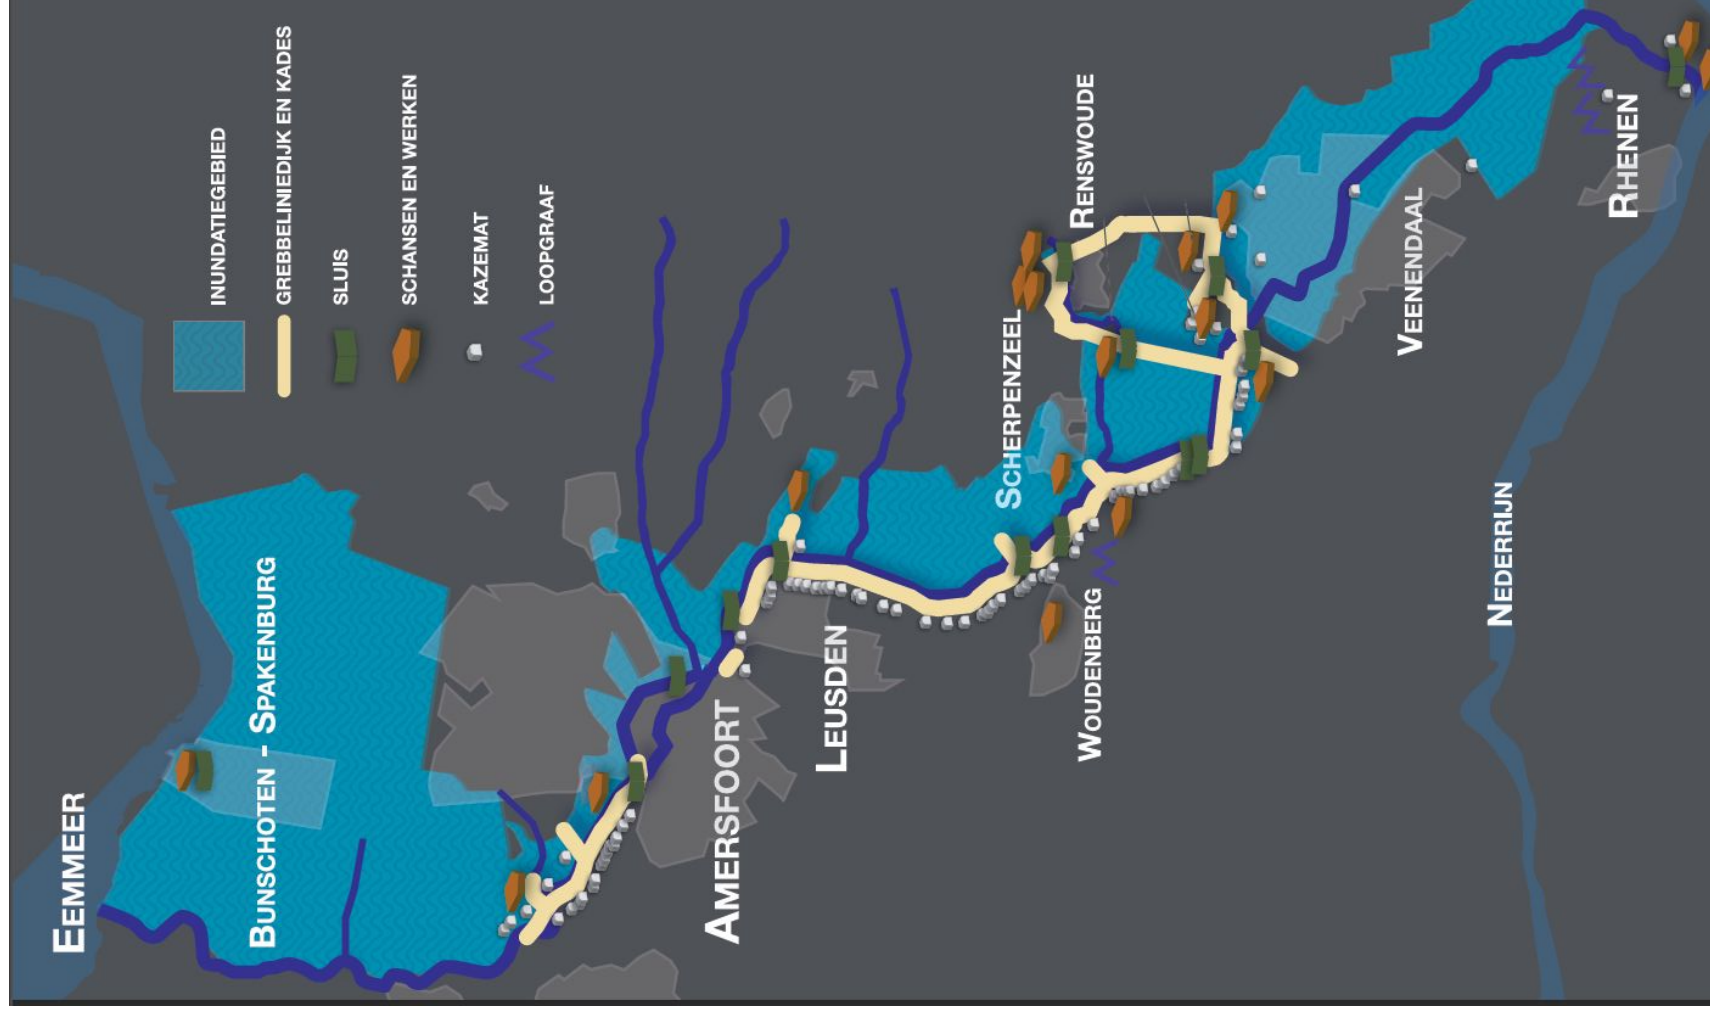 INUNDATIEGEBIED
GREBBELINIEDIJK EN KADES
SLUIS
SCHANSEN EN WERKEN
KAZEMAT
LOOPGRAAF
EEMMEER
BUNSCHOTEN - SPAKENBURG
AMERSFOORT
LEUSDEN
SCHERPENZEEL
WOUDENBERG
RENSWOUDE
VEENENDAAL
NEDERRIJN
RHENEN